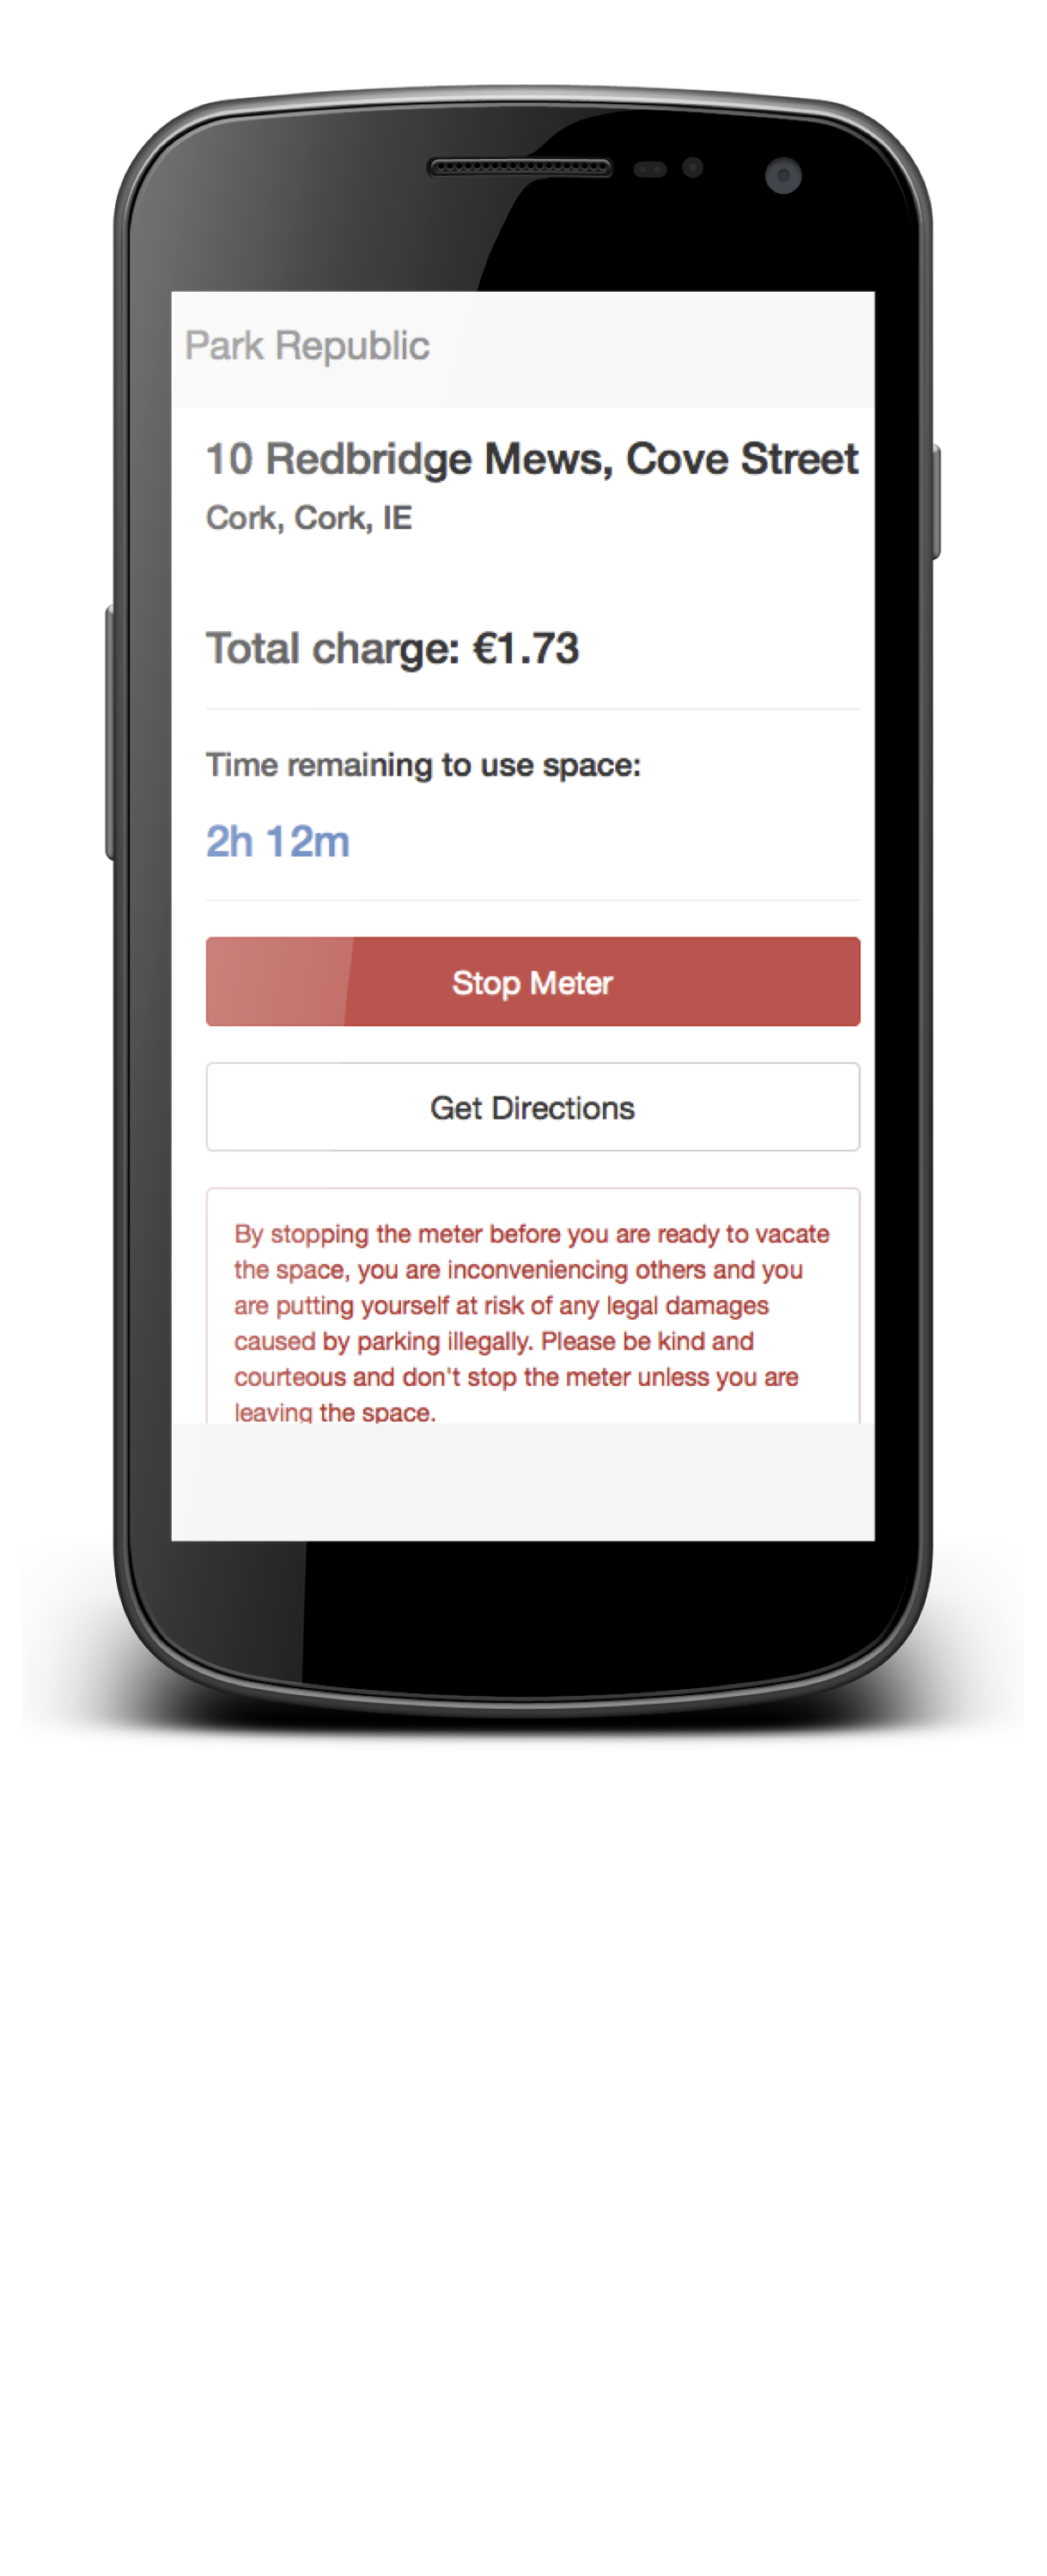 Park Republic
10 Redbridge Mews, Cove Street
Cork, Cork, IE
Total charge: €1.73
Time remaining to use space:
2h 12m
Stop Meter
Get Directions
By stopping the meter before you are ready to vacate
the space, you are inconveniencing others and you
are putting yourself at risk of any legal damages
caused by parking illegally. Please be kind and
courteous and don't stop the meter unless you are
leaving the space.